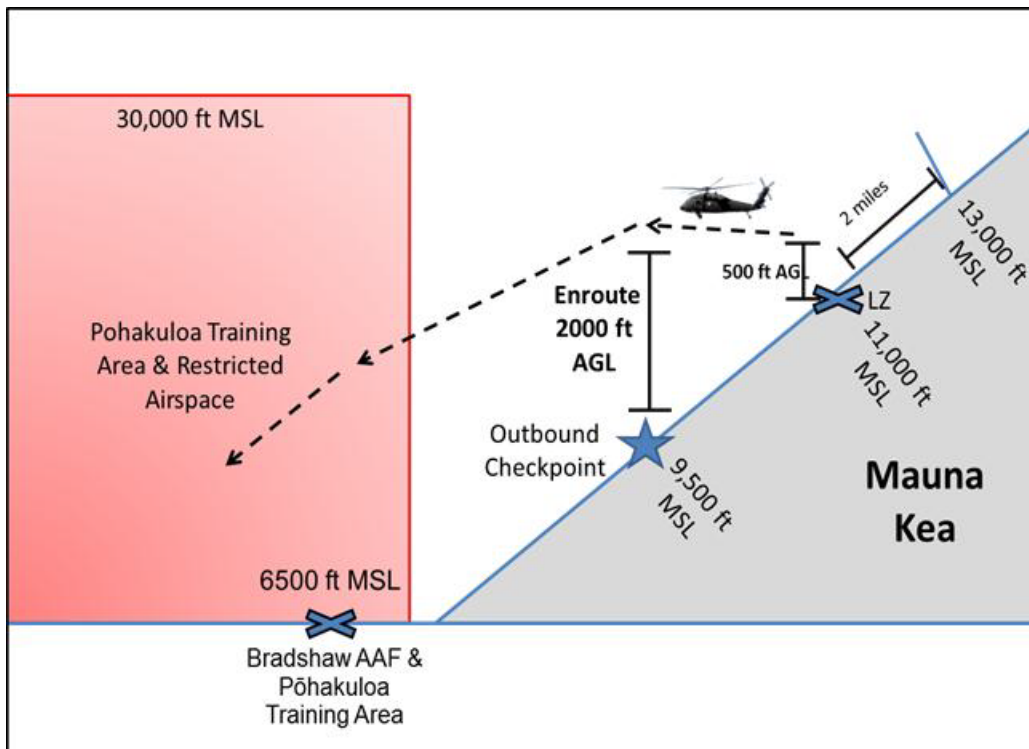 30,000 ft MSL
2 miles
13,000 ft
MSL
500 ft AGL
LZ
Enroute
2000 ft
AGL
11,000 ft
MSL
Pohakuloa Training
Area & Restricted
Airspace
Outbound
Checkpoint
9,500 ft
MSL
Mauna
Kea
6500 ft MSL
Bradshaw AAF &
Pōhakuloa
Training Area